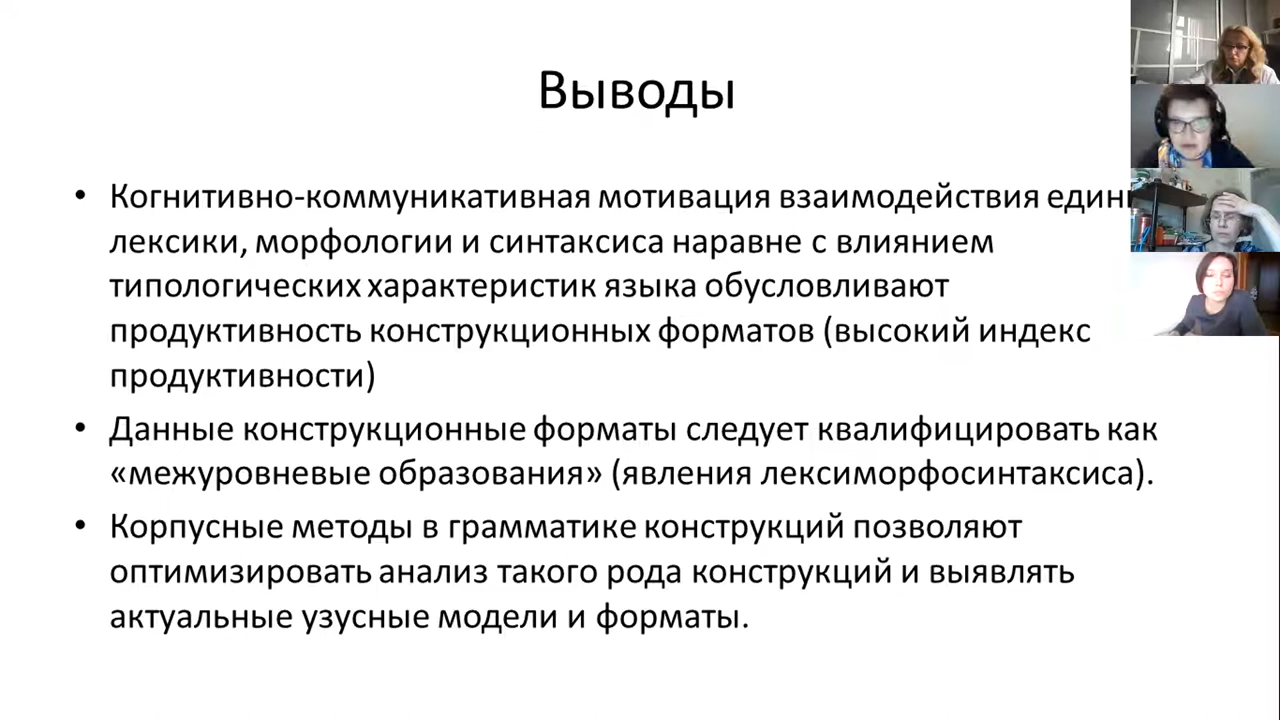 Выводы
• Когнитивно-коммуникативная мотивация взаимодействия
лексики, морфологии и синтаксиса наравне с влиянием
типологических характеристик языка обусловливают
продуктивность конструкционных форматов (высокий индекс
продуктивности)
• Данные конструкционные форматы следует квалифицировать как
«межуровневые образования» (явления лексиморфосинтаксиса).
• Корпусные методы в грамматике конструкций позволяют
оптимизировать анализ такого рода конструкций и выявлять
актуальные узусные модели и форматы.